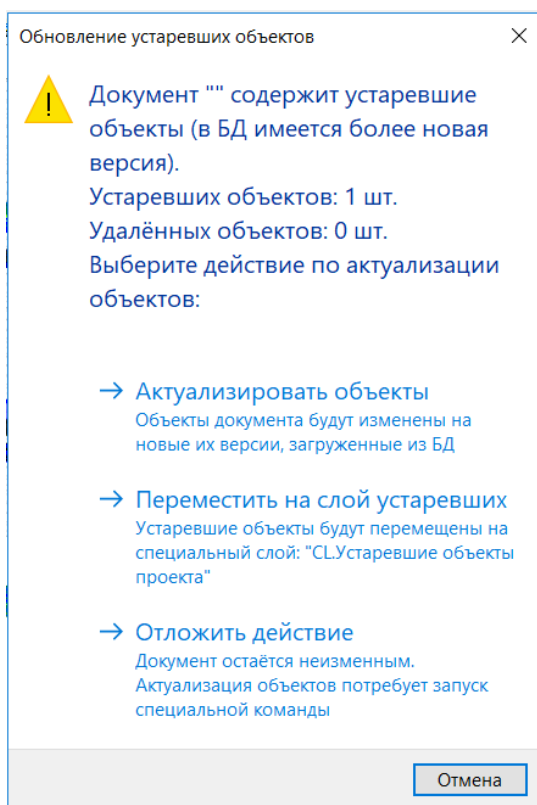 Обновление устаревших объектов
Документ "" содержит устаревшие
объекты (в БД имеется более новая
версия).
Устаревших объектов: 1 шт.
Удалённых объектов: 0 шт.
Выберите действие по актуализации
объектов:
Актуализировать объекты
Объекты документа будут изменены на
новые их версии, загруженные из БД
Переместить на слой устаревших
Устаревшие объекты будут перемещены на
специальный слой: "CL.Устаревшие объекты
проекта"
Отложить действие
Документ остаётся неизменным.
Актуализация объектов потребует запуск
специальной команды
Отмена